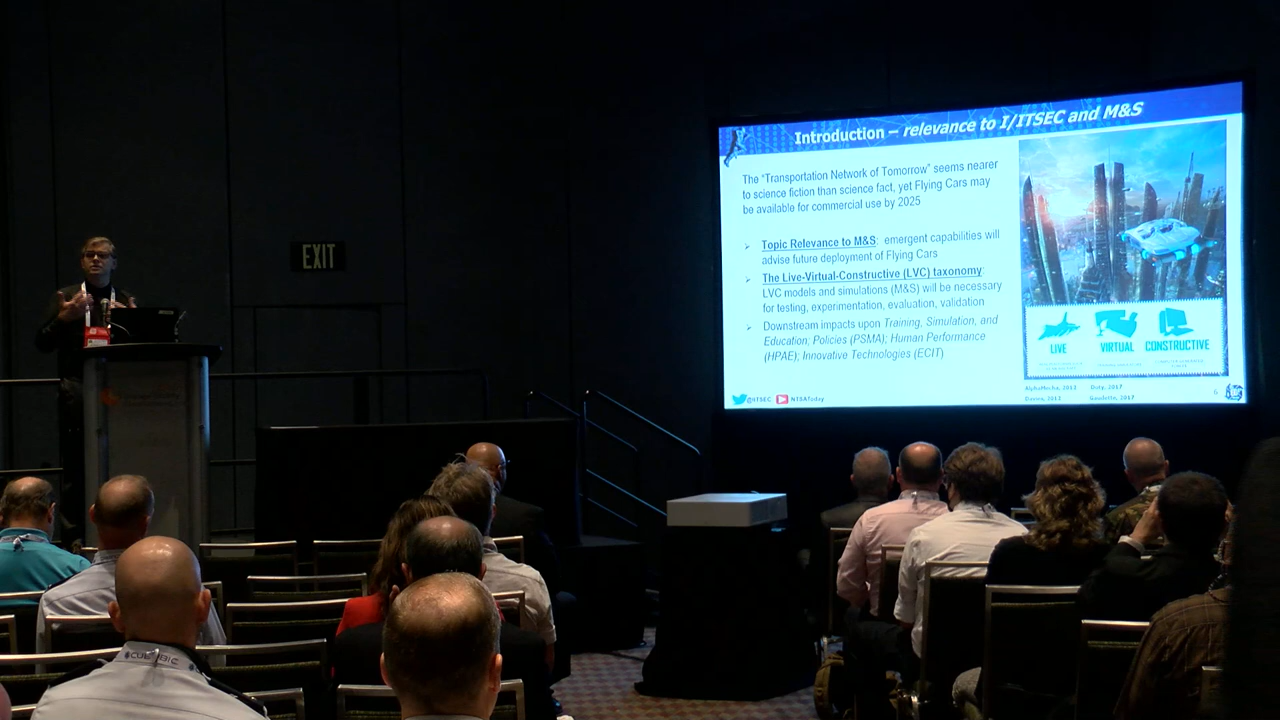 Introduction – relevance to I/ITSEC and M&S
The “Transportation Network of Tomorrow” seems nearer
to science fiction than science fact, yet Flying Cars may
be available for commercial use by 2025
Topic Relevance to M&S: emergent capabilities will
advise future deployment of Flying Cars
The Live-Virtual-Constructive (LVC) taxonomy:
LVC models and simulations (M&S) will be necessary
for testing, experimentation, evaluation, validation
Downstream impacts upon Training, Simulation, and
Education; Policies (PSMA); Human Performance
(HPAE); Innovative Technologies (ECIT)
LIVE
VIRTUAL
CONSTRUCTIVE
@IITSEC
NTSAToday
EXIT
CUBIC